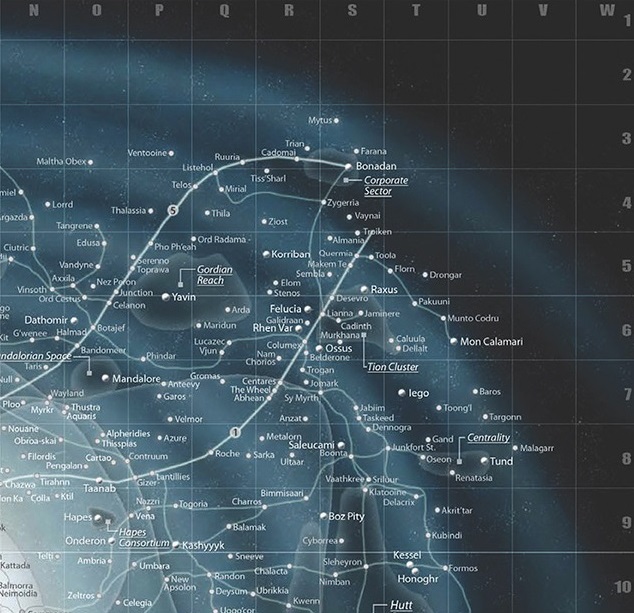 N O P Q R S T U V W
1
2
Mytus
3
Trian
Farana
Ventooine
Ruuria
Cadomai
Maltha Obex
Listehol
Bonadan
Telos
Tiss'Sharl
Mirial
Corporate
Sector
4
Lorrd
Zygerria
Thalassia
5
Thila
Vaynai
Tangrene
Ziost
Troiken
Edusa
Ord Radama
Almania
Ciutric
Pho Ph'eah
Korriban
Quermia
Toola
5
Serenno
Makem Te
Vandyne
Toprawa
Gordian
Reach
Sembla
Florn
Drongar
Axxila
Nez Peron
Elom
Vinsoth
Junction
Yavin
Stenos
Raxus
Ord Cestus
Celanon
Desevro
Pakuuni
Arda
Felucia
Lianna
Jaminere
Munto Codru
Dathomir
Galidraan
Botajef
Maridun
Rhen Var
Cadinth
6
G'wenee
Halmad
Murkhana
Lucazec
Columex
Caluula
Mon Calamari
Bandomeer
Vjun
Ossus
Dellalt
Mandalorian Space
Phindar
Nam
Chorios
Belderone
Taris
Trogan
Tion Cluster
Mandalore
Gromas
Centares
Jomark
Anteevy
The Wheel
Iego
Baros
7
Wayland
Garos
Abhean
Sy Myrth
Ploo
Myrkr
Thustra
Aquaris
Jabiim
Toong'l
Velmor
Anzat
Taskeed
Targonn
Nouane
Alpheridies
Dennogra
Obroa-skai
Thisspias
Azure
1
Metalorn
Gand
Centrality
Saleucami
Junkfort St.
Malagarr
Filordis
Cartao
Contruum
Roche
Sarka
Boonta
Oseon
Tund
8
Pengalan
Ultaar
Lantillies
Renatasia
Chazwa
Tirahnn
Gizer
Vaathkree
Sriluur
Taanab
Klatooine
Colla
Ktil
Nazzri
Bimmisaari
Delacrix
Togoria
Charros
Akrit'tar
Hapes
Vena
Boz Pity
9
Balamak
Hapes
Consortium
Kubindi
Onderon
Kashyyyk
Cyborrea
Telti
Sneeve
Kessel
Ambria
Umbara
Sleheyron
Kattada
Chalacta
Formos
Randon
Nimban
Honoghr
New
Apsolon
10
Deysum
Ubrikkia
Zeltros
Celegia
Kwenn
Hutt